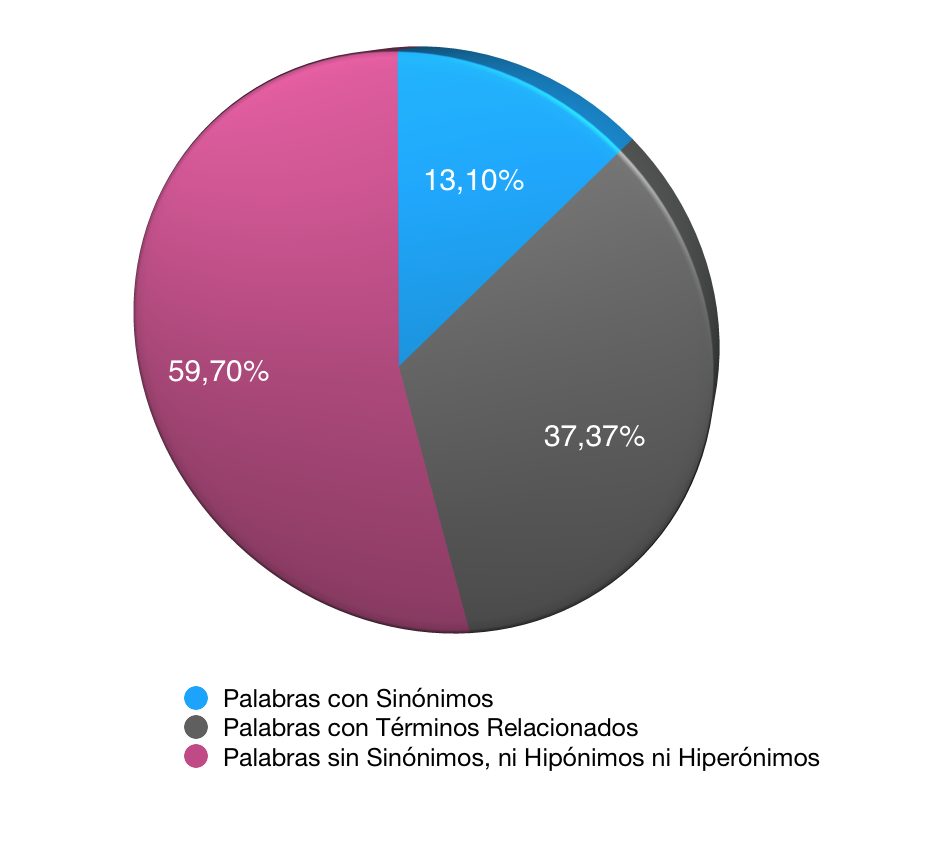 13,10%
59,70%
37,37%
Palabras con Sinónimos
Palabras con Términos Relacionados
Palabras sin Sinónimos, ni Hipónimos ni Hiperónimos